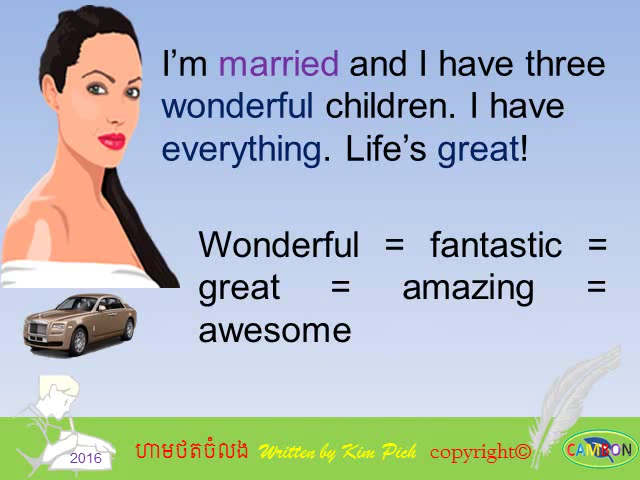 I’m married and I have three
wonderful children. I have
everything. Life’s great!
Wonderful = fantastic =
great = amazing =
awesome
2016 ហាមថតចំលង Written by Kim Pich copyright© CAMBON